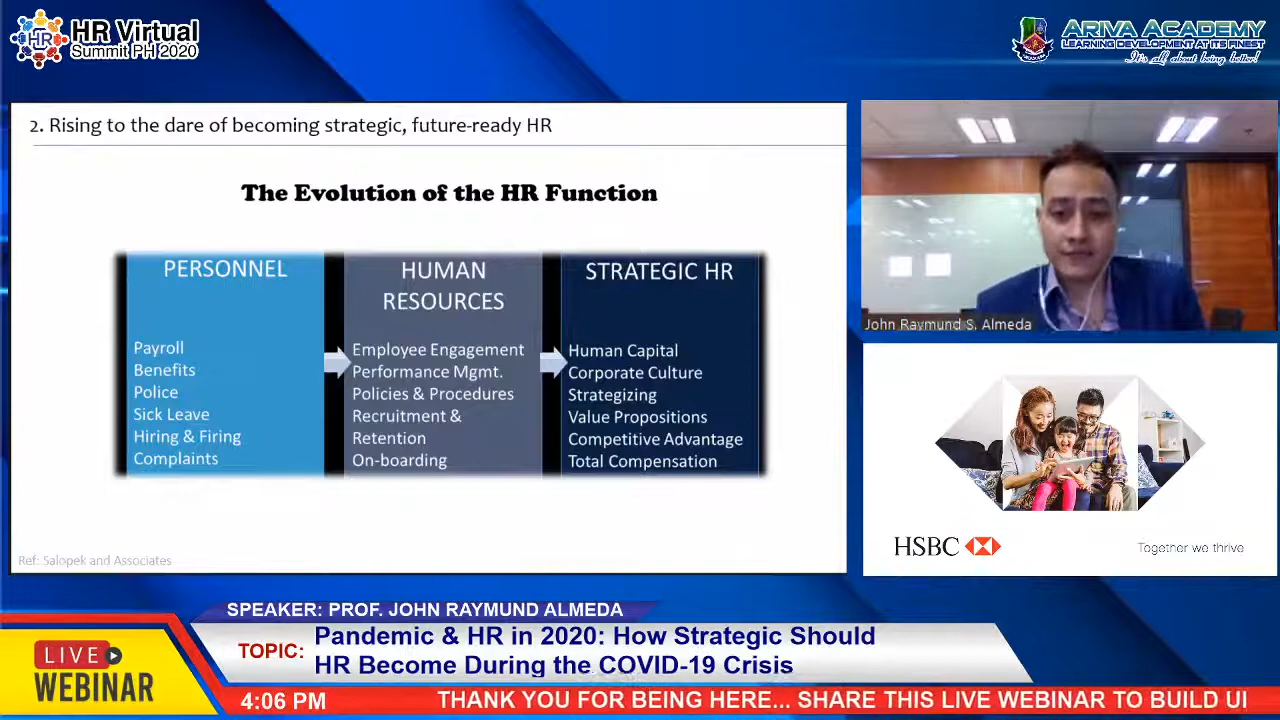 HR Virtual
Summit PH 2020
ARIVA ACADEMY
LEARNING DEVELOPMENT AT ITS FINEST
It's all about being better!
2. Rising to the dare of becoming strategic, future-ready HR
The Evolution of the HR Function
PERSONNEL
Payroll
Benefits
Police
Sick Leave
Hiring & Firing
Complaints
HUMAN
RESOURCES
Employee Engagement
Performance Mgmt.
Policies & Procedures
Recruitment &
Retention
On-boarding
STRATEGIC HR
Human Capital
Corporate Culture
Strategizing
Value Propositions
Competitive Advantage
Total Compensation
Ref: Salopek and Associates
John Raymund S. Almeda
HSBC
Together we thrive
SPEAKER: PROF. JOHN RAYMUND ALMEDA
TOPIC:
Pandemic & HR in 2020: How Strategic Should
HR Become During the COVID-19 Crisis
LIVE
WEBINAR
4:06 PM
THANK YOU FOR BEING HERE... SHARE THIS LIVE WEBINAR TO BUILD UI